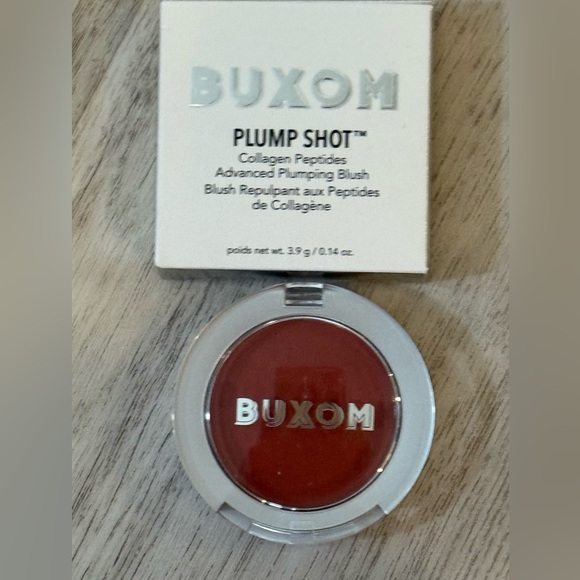 BUXOM
PLUMP SHOT™
Collagen Peptides
Advanced Plumping Blush
Blush Repulpant aux Peptides
de Collagène
poids net wt. 3.9 g / 0.14 oz.
BUXOM